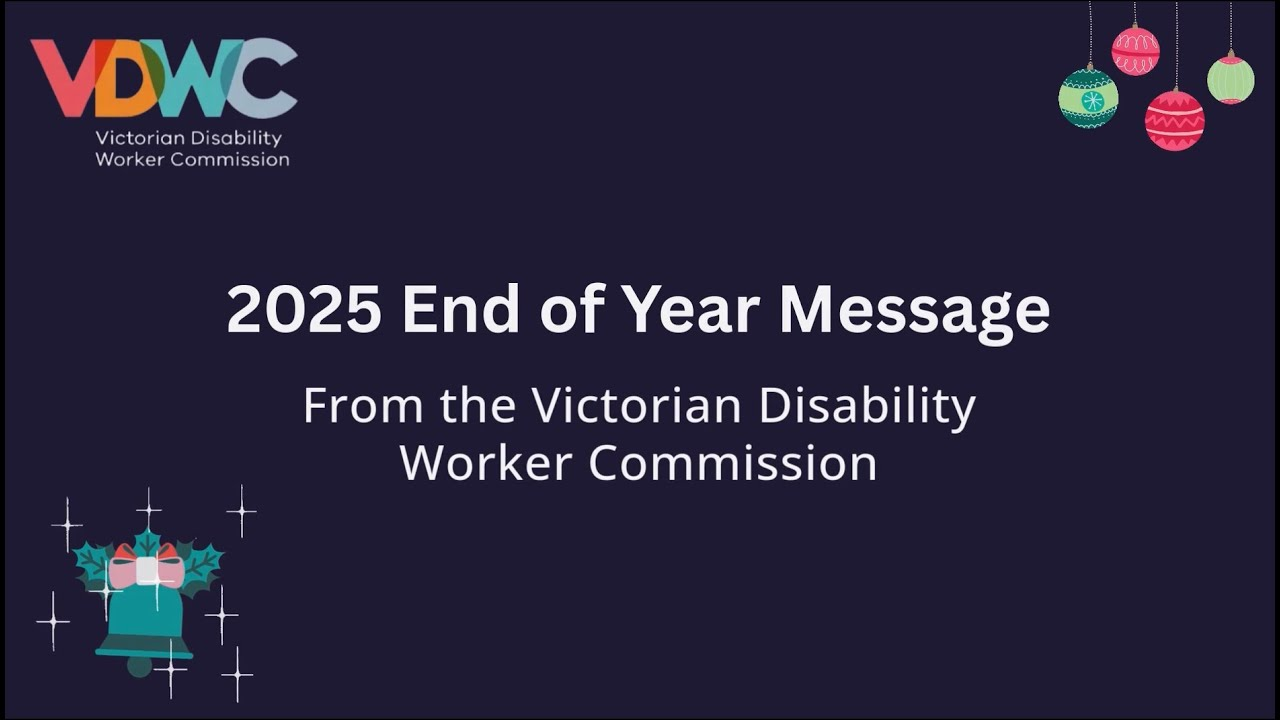 VDWC
Victorian Disability
Worker Commission
2025 End of Year Message
From the Victorian Disability
Worker Commission